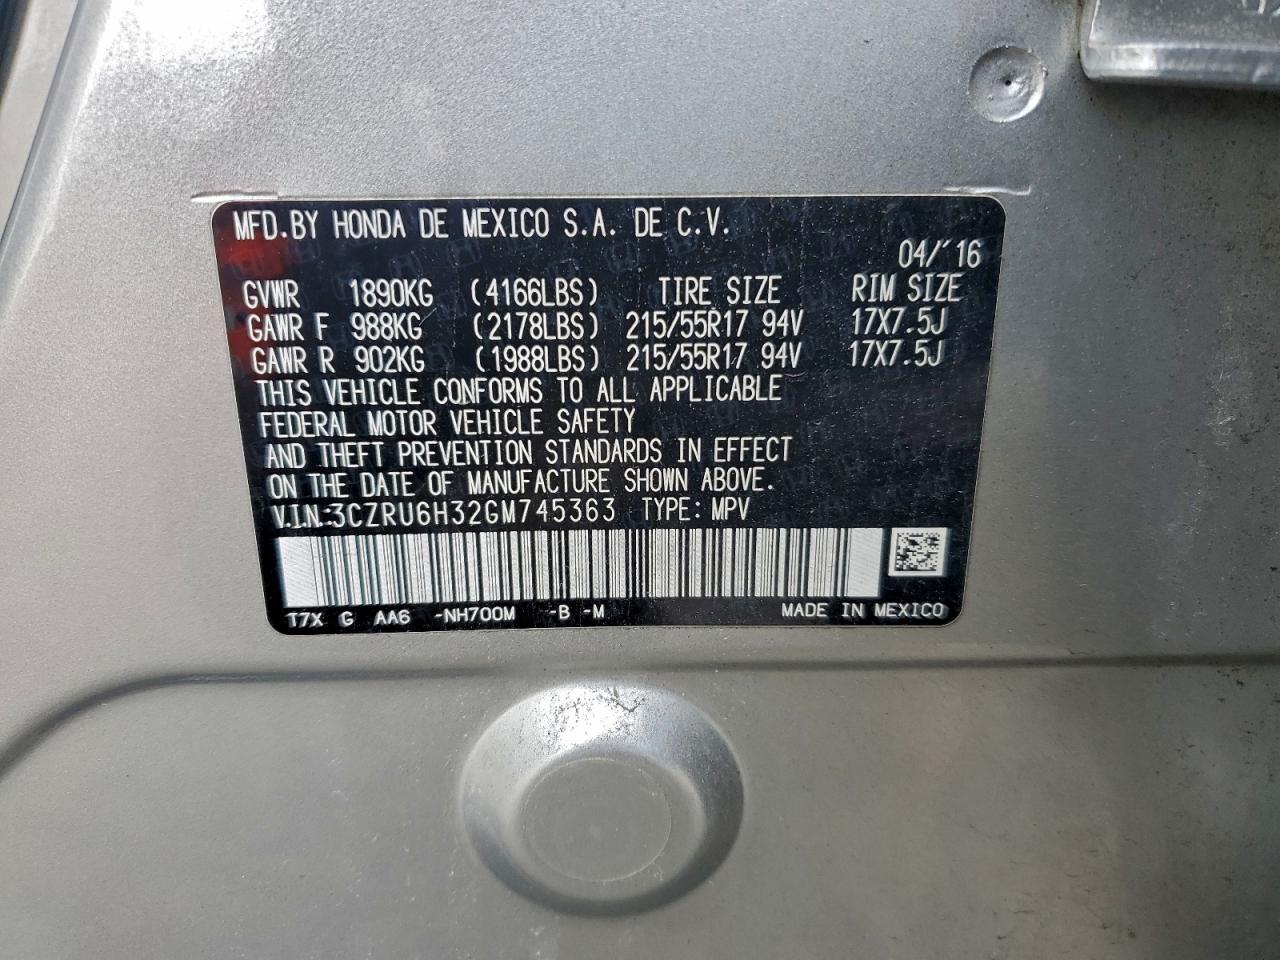 MFD.BY HONDA DE MEXICO S.A. DE C.V.
04/'16
GVWR 1890KG (4166LBS) TIRE SIZE RIM SIZE
GAWR F 988KG (2178LBS) 215/55R17 94V 17X7.5J
GAWR R 902KG (1988LBS) 215/55R17 94V 17X7.5J
THIS VEHICLE CONFORMS TO ALL APPLICABLE
FEDERAL MOTOR VEHICLE SAFETY
AND THEFT PREVENTION STANDARDS IN EFFECT
ON THE DATE OF MANUFACTURE SHOWN ABOVE.
V.I.N.:3CZRU6H32GM745363 TYPE: MPV
T7X G AA6 -NH700M -B -M MADE IN MEXICO